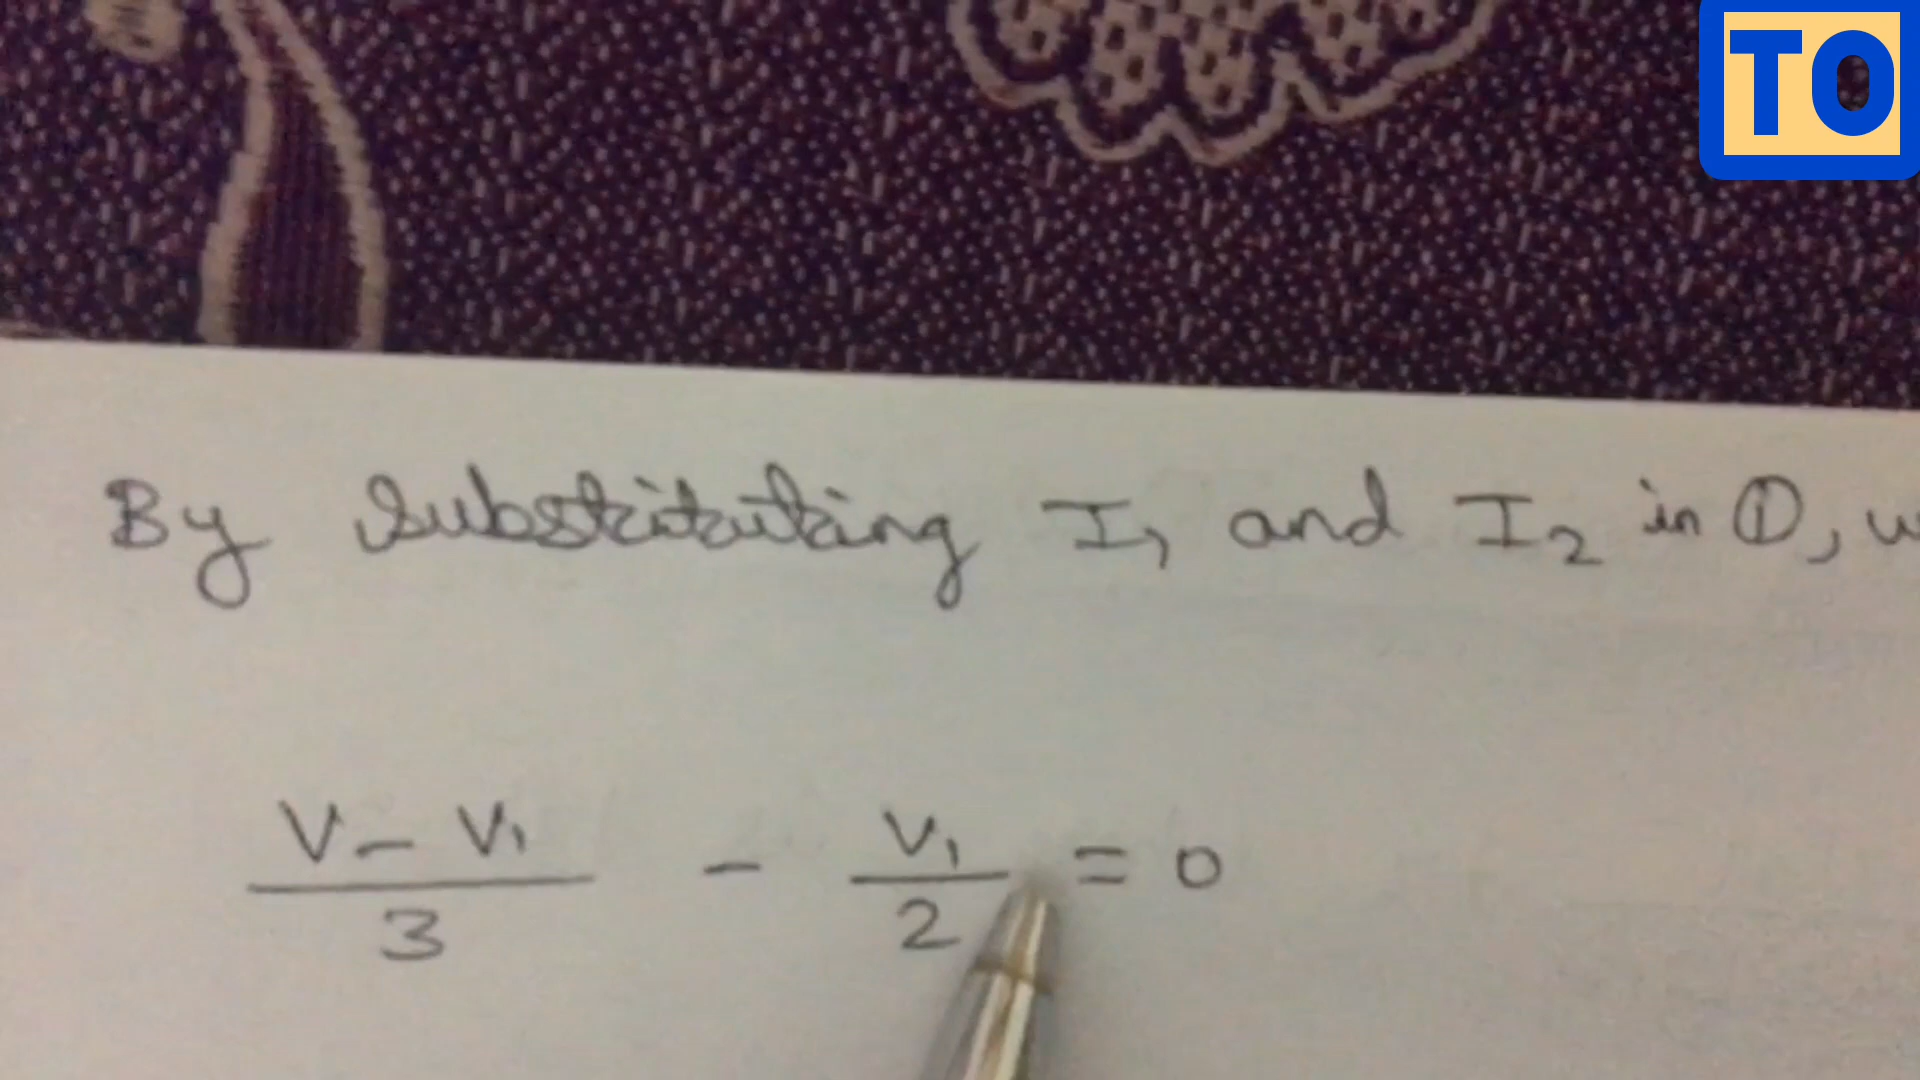 TO
By substituting I₁ and I₂ in ①, w
(V - V₁)/3 - V₁/2 = 0